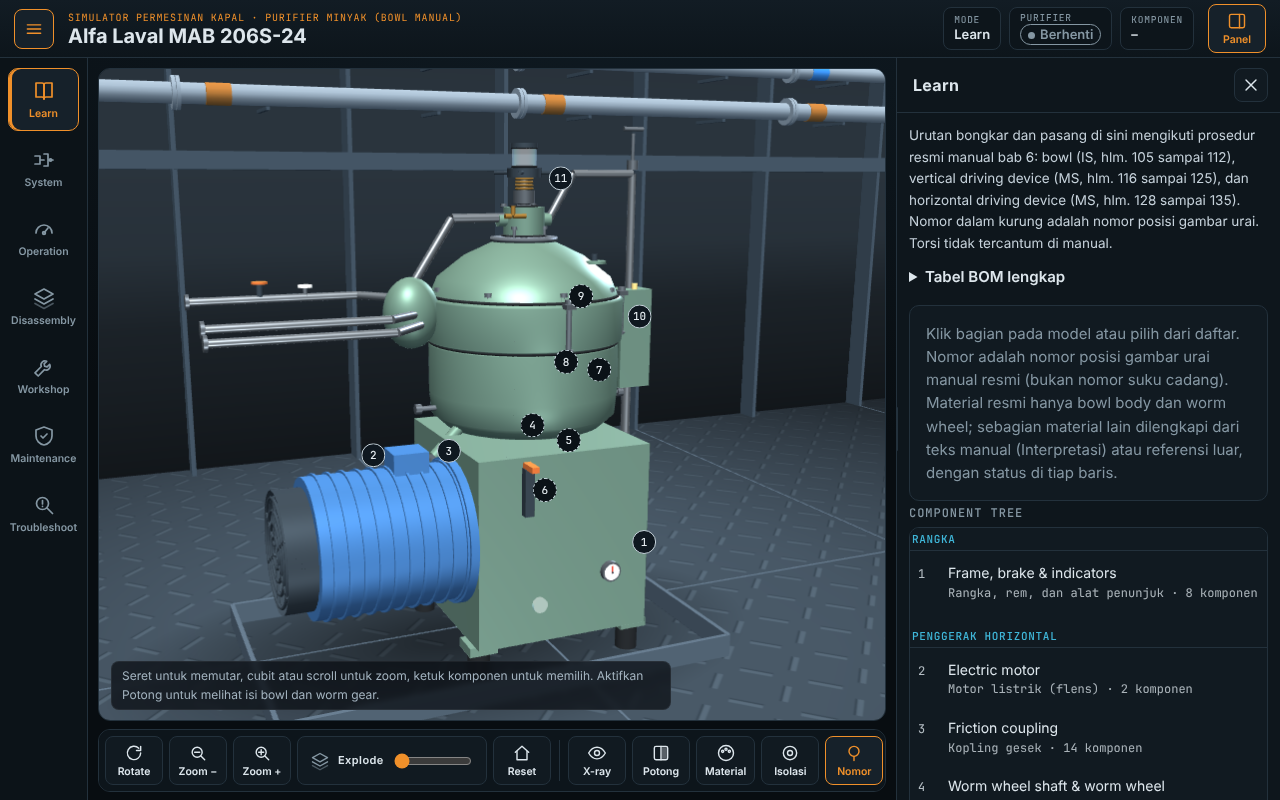 SIMULATOR PERMESINAN KAPAL · PURIFIER MINYAK (BOWL MANUAL)
Alfa Laval MAB 206S-24
MODE
Learn
PURIFIER
Berhenti
KOMPONEN
–
Panel
Learn
System
Operation
Disassembly
Workshop
Maintenance
Troubleshoot
11
9
10
8
7
4
5
2
3
6
1
Seret untuk memutar, cubit atau scroll untuk zoom, ketuk komponen untuk memilih. Aktifkan
Potong untuk melihat isi bowl dan worm gear.
Rotate
Zoom –
Zoom +
Explode
Reset
X-ray
Potong
Material
Isolasi
Nomor
Learn
Urutan bongkar dan pasang di sini mengikuti prosedur
resmi manual bab 6: bowl (IS, hlm. 105 sampai 112),
vertical driving device (MS, hlm. 116 sampai 125), dan
horizontal driving device (MS, hlm. 128 sampai 135).
Nomor dalam kurung adalah nomor posisi gambar urai.
Torsi tidak tercantum di manual.
Tabel BOM lengkap
Klik bagian pada model atau pilih dari daftar.
Nomor adalah nomor posisi gambar urai
manual resmi (bukan nomor suku cadang).
Material resmi hanya bowl body dan worm
wheel; sebagian material lain dilengkapi dari
teks manual (Interpretasi) atau referensi luar,
dengan status di tiap baris.
COMPONENT TREE
RANGKA
1 Frame, brake & indicators
Rangka, rem, dan alat penunjuk · 8 komponen
PENGGERAK HORIZONTAL
2 Electric motor
Motor listrik (flens) · 2 komponen
3 Friction coupling
Kopling gesek · 14 komponen
4 Worm wheel shaft & worm wheel